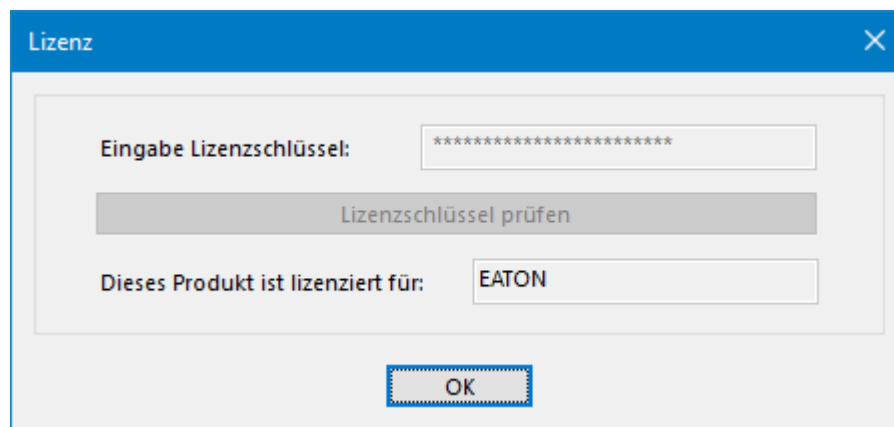 Lizenz
Eingabe Lizenzschlüssel: ************************
Lizenzschlüssel prüfen
Dieses Produkt ist lizenziert für: EATON
OK